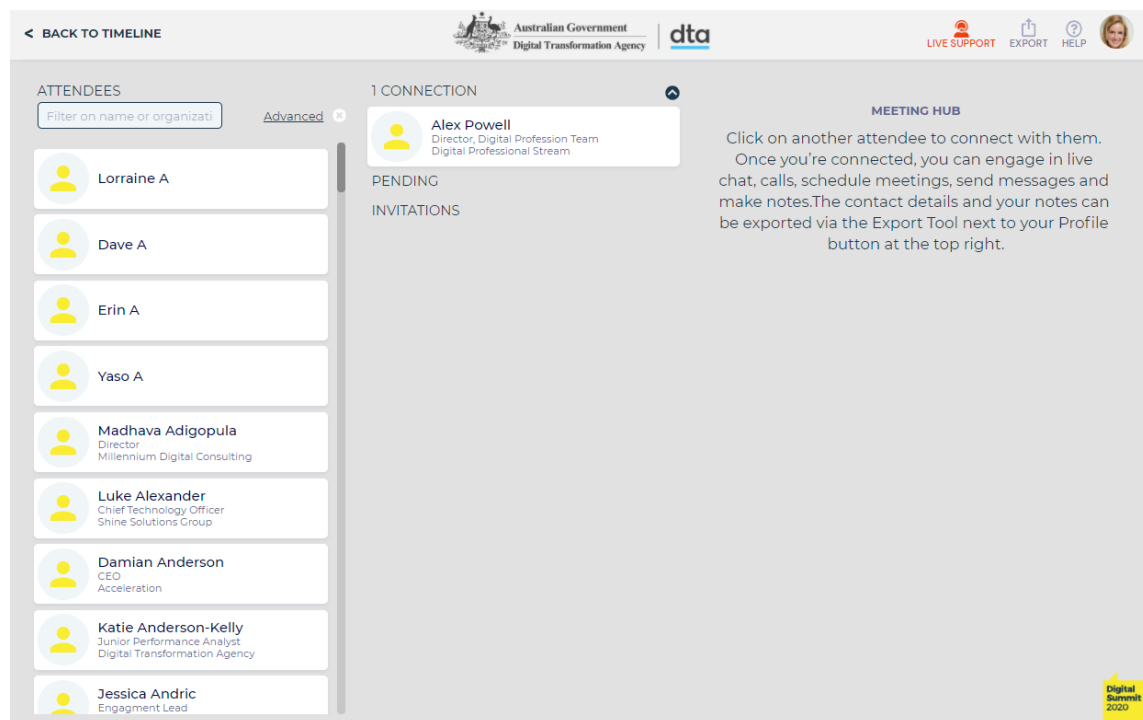 < BACK TO TIMELINE
Australian Government
Digital Transformation Agency
dta
LIVE SUPPORT
EXPORT
HELP
ATTENDEES
Filter on name or organizati
Advanced
Lorraine A
Dave A
Erin A
Yaso A
Madhava Adigopula
Director
Millennium Digital Consulting
Luke Alexander
Chief Technology Officer
Shine Solutions Group
Damian Anderson
CEO
Acceleration
Katie Anderson-Kelly
Junior Performance Analyst
Digital Transformation Agency
Jessica Andric
Engagment Lead
1 CONNECTION
Alex Powell
Director, Digital Profession Team
Digital Professional Stream
PENDING
INVITATIONS
MEETING HUB
Click on another attendee to connect with them.
Once you're connected, you can engage in live
chat, calls, schedule meetings, send messages and
make notes.The contact details and your notes can
be exported via the Export Tool next to your Profile
button at the top right.
Digital
Summit
2020